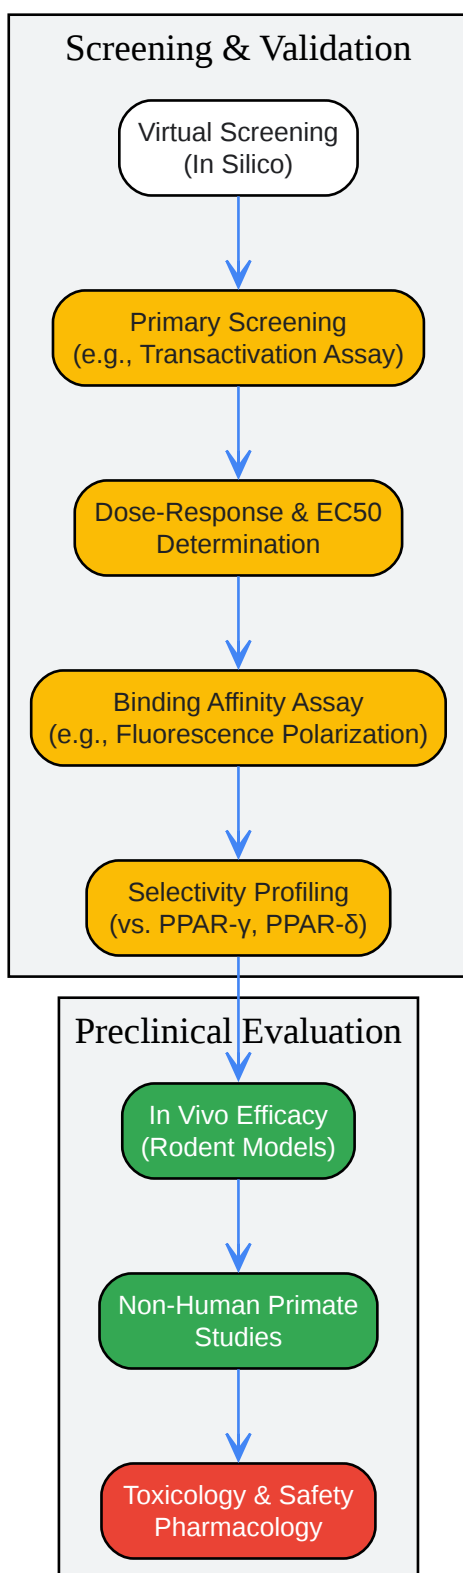 Screening & Validation
Virtual Screening
(In Silico)
Primary Screening
(e.g., Transactivation Assay)
Dose-Response & EC50
Determination
Binding Affinity Assay
(e.g., Fluorescence Polarization)
Selectivity Profiling
(vs. PPAR-γ, PPAR-δ)
Preclinical Evaluation
In Vivo Efficacy
(Rodent Models)
Non-Human Primate
Studies
Toxicology & Safety
Pharmacology